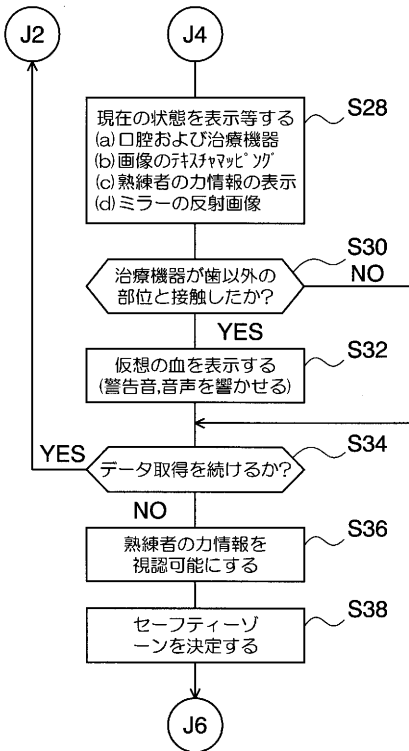 J2
J4
現在の状態を表示等する
(a)口腔および治療機器
(b)画像のﾃｷｽﾁｬﾏｯﾋﾟﾝｸﾞ
(c)熟練者の力情報の表示
(d)ミラーの反射画像
S28
治療機器が歯以外の
部位と接触したか?
S30
NO
YES
仮想の血を表示する
(警告音,音声を響かせる)
S32
データ取得を続けるか?
S34
YES
NO
熟練者の力情報を
視認可能にする
S36
セーフティーゾ
ーンを決定する
S38
J6